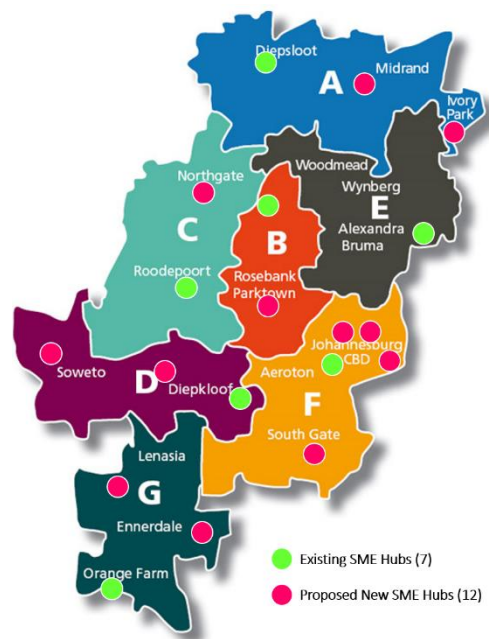 Diepsloot
A
Midrand
Ivory
Park
Woodmead
Northgate
Wynberg
E
B
C
Alexandra
Bruma
Roodepoort
Rosebank
Parktown
Johannesburg
CBD
Soweto
D
Diepkloof
Aeroton
F
South Gate
Lenasia
G
Ennerdale
Orange Farm
Existing SME Hubs (7)
Proposed New SME Hubs (12)